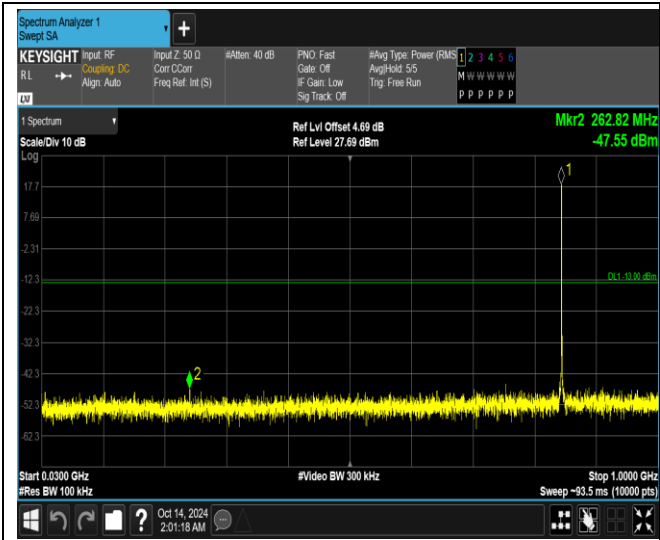 Spectrum Analyzer 1
Swept SA
+
KEYSIGHT
RL
LXI
Input: RF
Coupling: DC
Align: Auto
Input Z: 50 Ω
Corr CCorr
Freq Ref: Int (S)
#Atten: 40 dB
PNO: Fast
Gate: Off
IF Gain: Low
Sig Track: Off
#Avg Type: Power (RMS
Avg|Hold: 5/5
Trig: Free Run
1 2 3 4 5 6
M W W W W W
P P P P P P
1 Spectrum
Scale/Div 10 dB
Log
Ref Lvl Offset 4.69 dB
Ref Level 27.69 dBm
Mkr2 262.82 MHz
-47.55 dBm
1
17.7
7.69
-2.31
-12.3
DL1 -13.00 dBm
-22.3
-32.3
-42.3
2
-52.3
-62.3
Start 0.0300 GHz
#Res BW 100 kHz
#Video BW 300 kHz
Stop 1.0000 GHz
Sweep ~93.5 ms (10000 pts)
?
Oct 14, 2024
2:01:18 AM